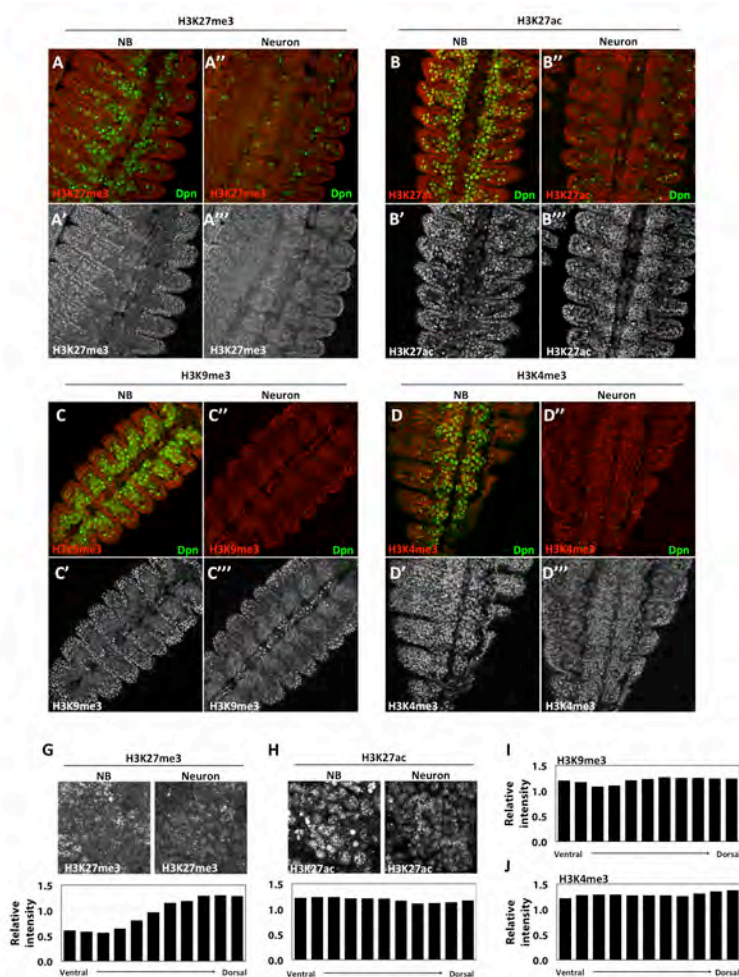 H3K27me3
NB
Neuron
A
A''
H3K27me3
Dpn
H3K27me3
Dpn
A'
A'''
H3K27me3
H3K27me3
H3K27ac
NB
Neuron
B
B''
H3K27ac
Dpn
H3K27ac
Dpn
B'
B'''
H3K27ac
H3K27ac
H3K9me3
NB
Neuron
C
C''
H3K9me3
Dpn
H3K9me3
Dpn
C'
C'''
H3K9me3
H3K9me3
H3K4me3
NB
Neuron
D
D''
H3K4me3
Dpn
H3K4me3
Dpn
D'
D'''
H3K4me3
H3K4me3
G
H3K27me3
NB
Neuron
H3K27me3
H3K27me3
Relative intensity
1.5
1.0
0.5
0.0
Ventral
Dorsal
H
H3K27ac
NB
Neuron
H3K27ac
H3K27ac
1.5
1.0
0.5
0.0
Ventral
Dorsal
I
H3K9me3
Relative intensity
1.5
1.0
0.5
0.0
Ventral
Dorsal
J
H3K4me3
Relative intensity
1.5
1.0
0.5
0.0
Ventral
Dorsal